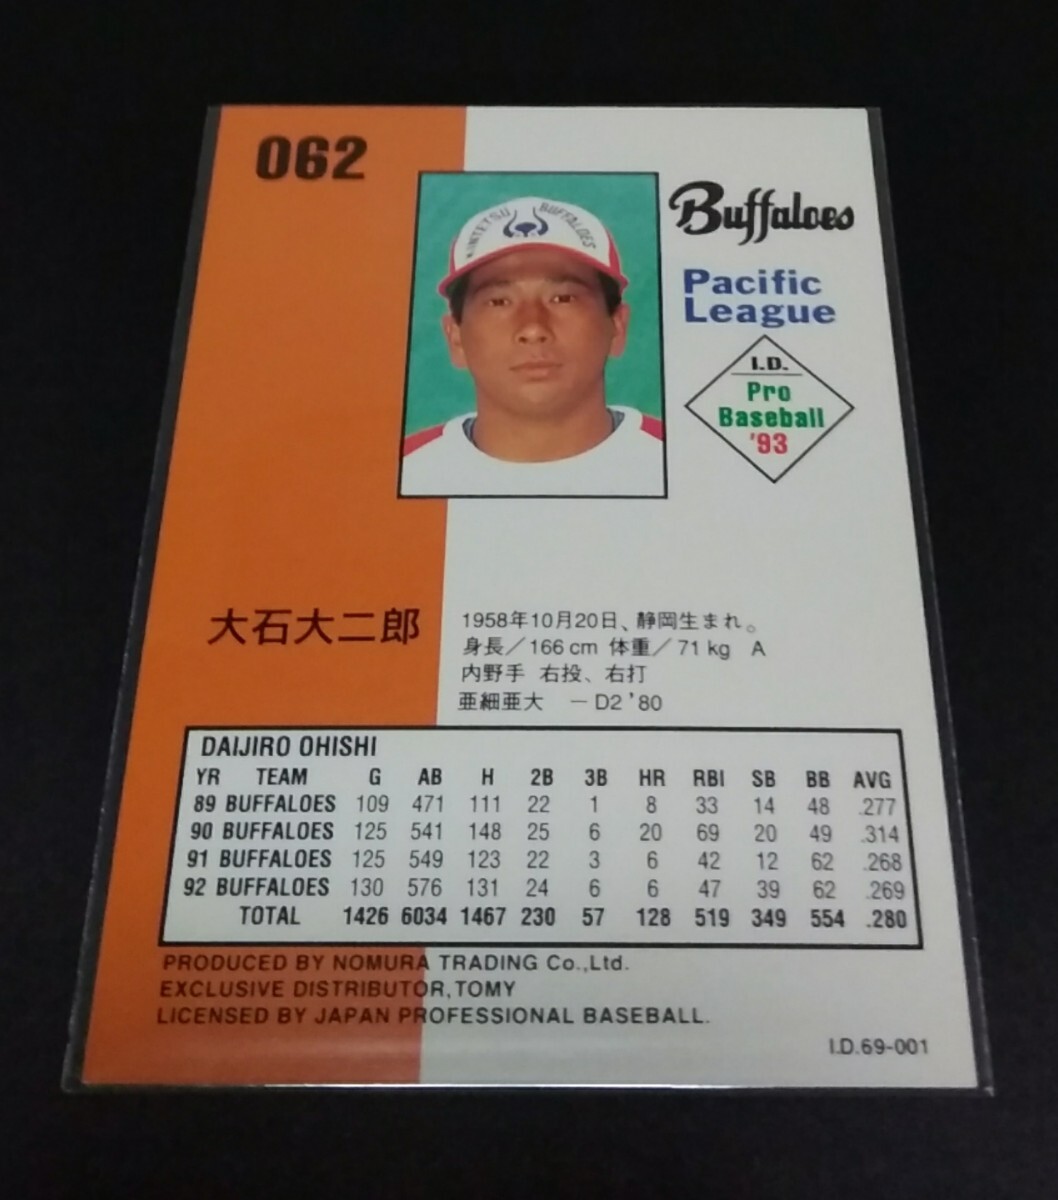 062
KINTETSU BUFFALOES
Buffaloes
Pacific
League
I.D.
Pro
Baseball
'93
大石大二郎
1958年10月20日、静岡生まれ。
身長／166cm 体重／71kg A
内野手 右投、右打
亜細亜大 －D2 '80
DAIJIRO OHISHI
YR TEAM G AB H 2B 3B HR RBI SB BB AVG
89 BUFFALOES 109 471 111 22 1 8 33 14 48 .277
90 BUFFALOES 125 541 148 25 6 20 69 20 49 .314
91 BUFFALOES 125 549 123 22 3 6 42 12 62 .268
92 BUFFALOES 130 576 131 24 6 6 47 39 62 .269
TOTAL 1426 6034 1467 230 57 128 519 349 554 .280
PRODUCED BY NOMURA TRADING Co.,Ltd.
EXCLUSIVE DISTRIBUTOR,TOMY
LICENSED BY JAPAN PROFESSIONAL BASEBALL.
I.D.69-001